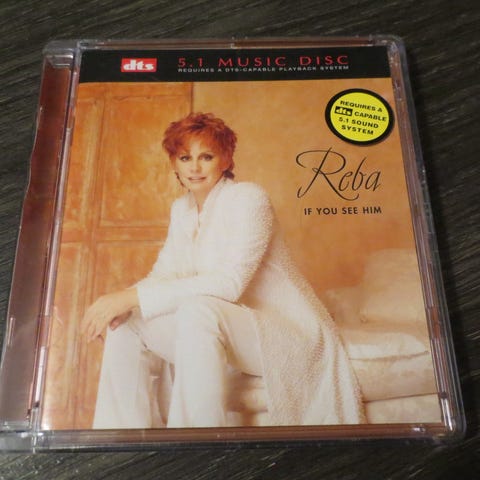 dts 5.1 MUSIC DISC
REQUIRES A DTS-CAPABLE PLAYBACK SYSTEM
REQUIRES A
dts CAPABLE
5.1 SOUND
SYSTEM
Reba
IF YOU SEE HIM